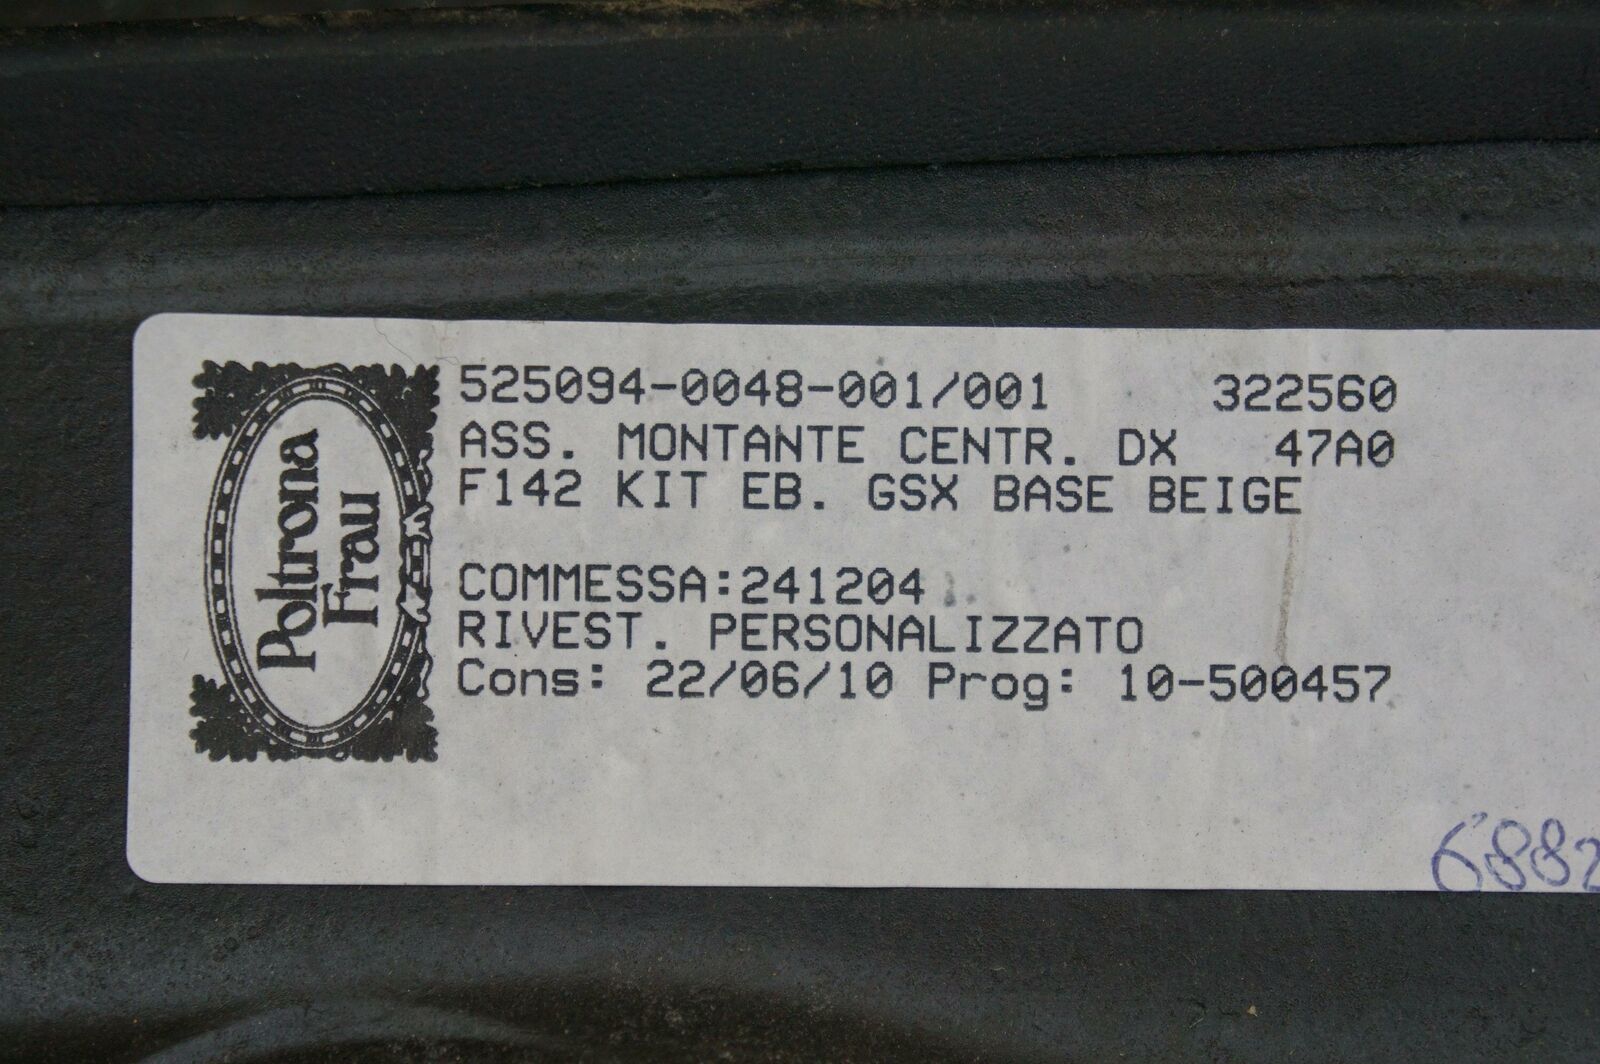 Poltrona
Frau
525094-0048-001/001 322560
ASS. MONTANTE CENTR. DX 47A0
F142 KIT EB. GSX BASE BEIGE
COMMESSA:241204
RIVEST. PERSONALIZZATO
Cons: 22/06/10 Prog: 10-500457
6882